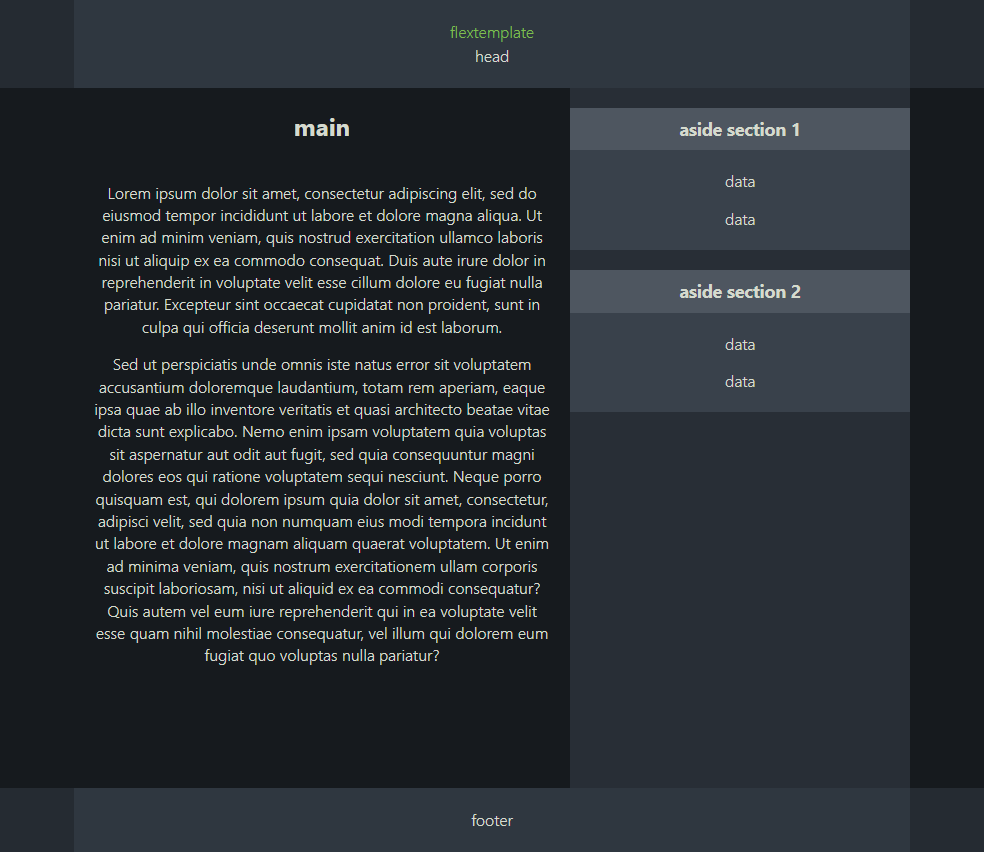 flextemplate
head
main
Lorem ipsum dolor sit amet, consectetur adipiscing elit, sed do
eiusmod tempor incididunt ut labore et dolore magna aliqua. Ut
enim ad minim veniam, quis nostrud exercitation ullamco laboris
nisi ut aliquip ex ea commodo consequat. Duis aute irure dolor in
reprehenderit in voluptate velit esse cillum dolore eu fugiat nulla
pariatur. Excepteur sint occaecat cupidatat non proident, sunt in
culpa qui officia deserunt mollit anim id est laborum.
Sed ut perspiciatis unde omnis iste natus error sit voluptatem
accusantium doloremque laudantium, totam rem aperiam, eaque
ipsa quae ab illo inventore veritatis et quasi architecto beatae vitae
dicta sunt explicabo. Nemo enim ipsam voluptatem quia voluptas
sit aspernatur aut odit aut fugit, sed quia consequuntur magni
dolores eos qui ratione voluptatem sequi nesciunt. Neque porro
quisquam est, qui dolorem ipsum quia dolor sit amet, consectetur,
adipisci velit, sed quia non numquam eius modi tempora incidunt
ut labore et dolore magnam aliquam quaerat voluptatem. Ut enim
ad minima veniam, quis nostrum exercitationem ullam corporis
suscipit laboriosam, nisi ut aliquid ex ea commodi consequatur?
Quis autem vel eum iure reprehenderit qui in ea voluptate velit
esse quam nihil molestiae consequatur, vel illum qui dolorem eum
fugiat quo voluptas nulla pariatur?
aside section 1
data
data
aside section 2
data
data
footer